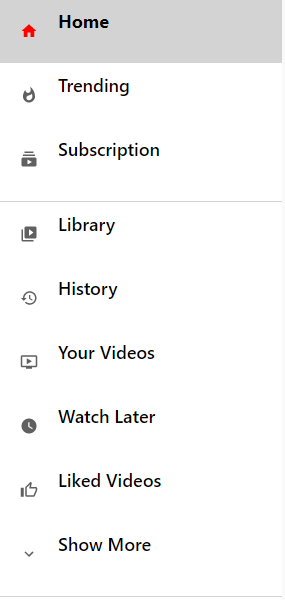 Home
Trending
Subscription
Library
History
Your Videos
Watch Later
Liked Videos
Show More